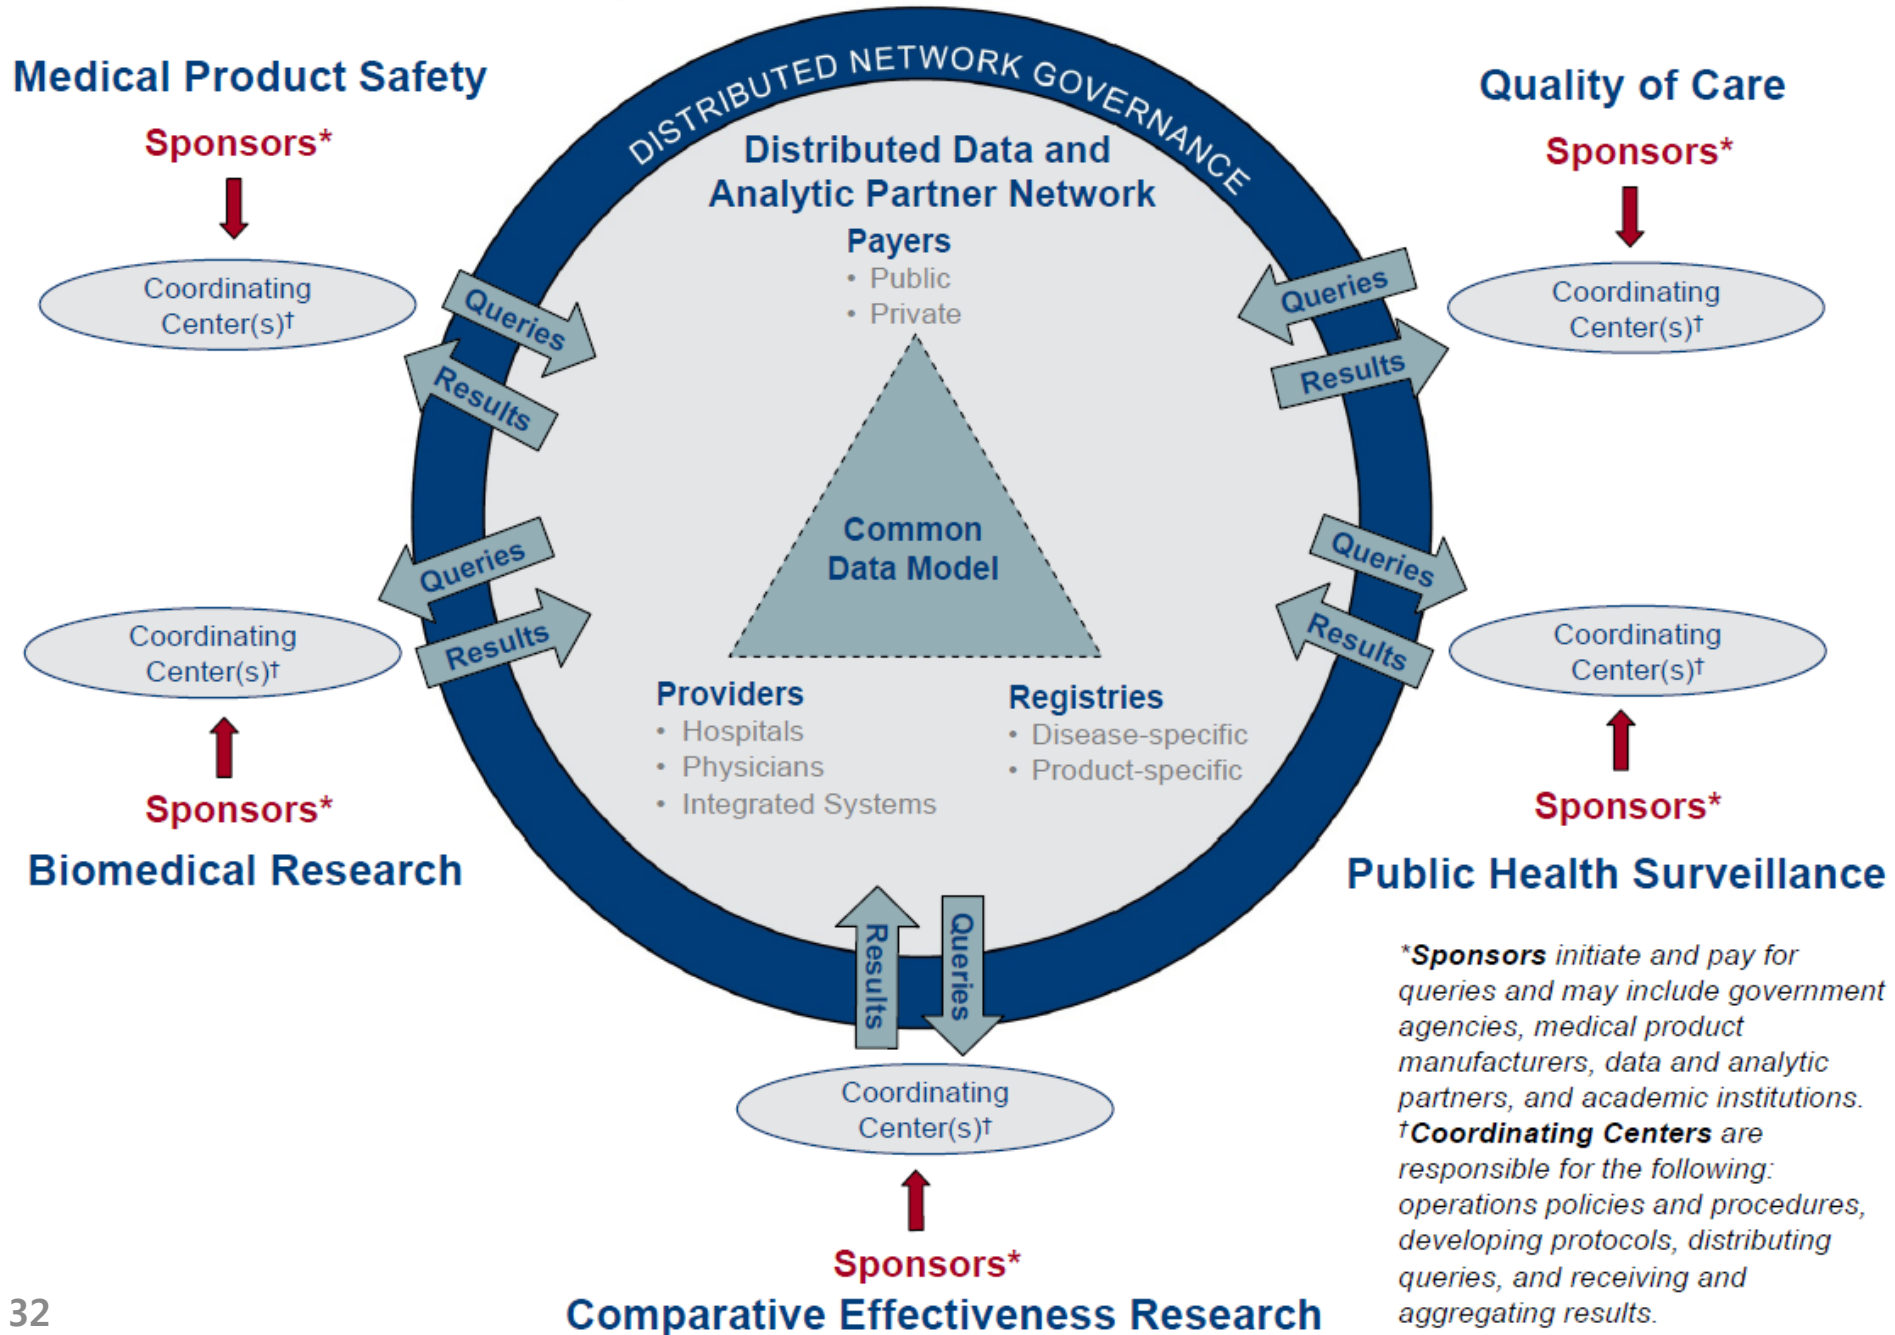 DISTRIBUTED NETWORK GOVERNANCE
Medical Product Safety
Sponsors*
Coordinating
Center(s)†
Queries
Results
Distributed Data and
Analytic Partner Network
Payers
• Public
• Private
Common
Data Model
Providers
• Hospitals
• Physicians
• Integrated Systems
Registries
• Disease-specific
• Product-specific
Quality of Care
Sponsors*
Coordinating
Center(s)†
Queries
Results
Queries
Results
Coordinating
Center(s)†
Sponsors*
Biomedical Research
Queries
Results
Coordinating
Center(s)†
Sponsors*
Public Health Surveillance
Results
Queries
Coordinating
Center(s)†
Sponsors*
Comparative Effectiveness Research
*Sponsors initiate and pay for
queries and may include government
agencies, medical product
manufacturers, data and analytic
partners, and academic institutions.
†Coordinating Centers are
responsible for the following:
operations policies and procedures,
developing protocols, distributing
queries, and receiving and
aggregating results.
32